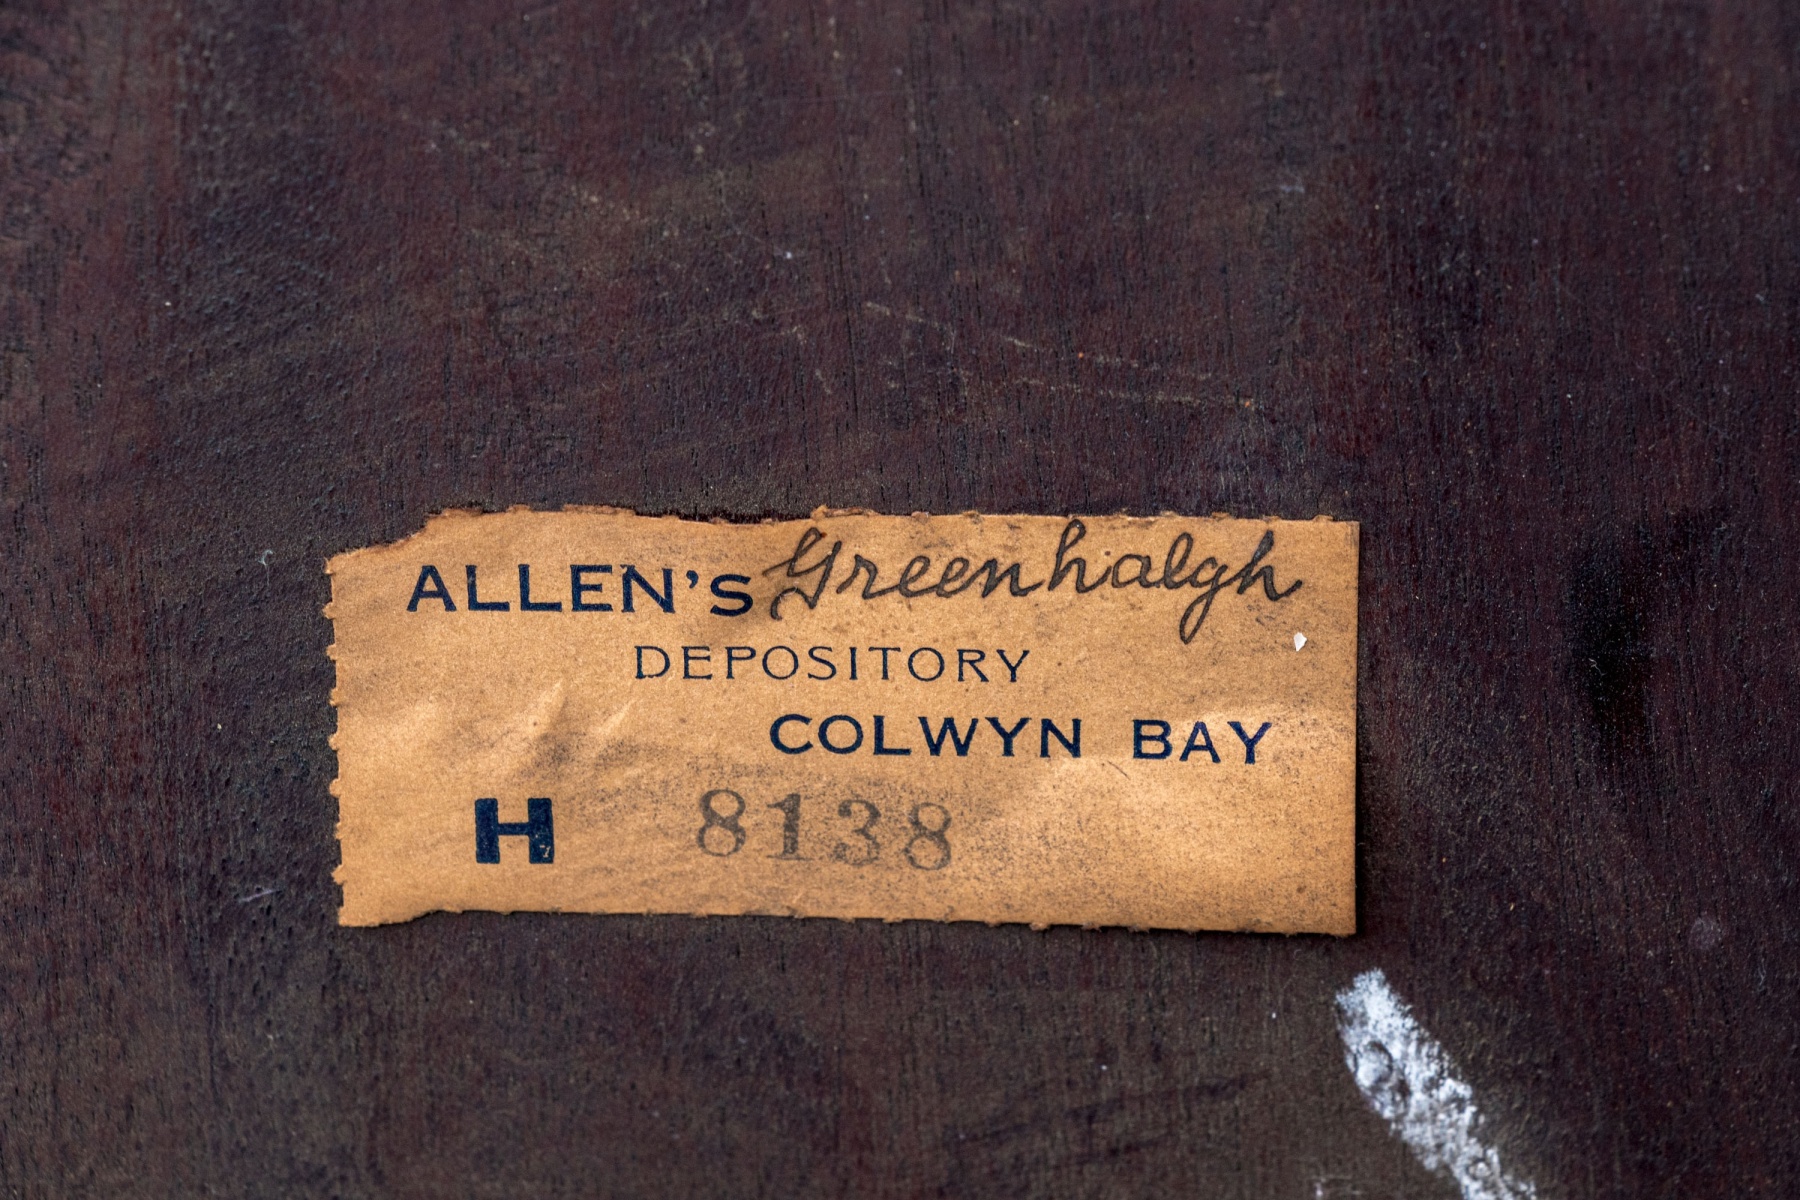 ALLEN'S Greenhalgh
DEPOSITORY
COLWYN BAY
H 8138